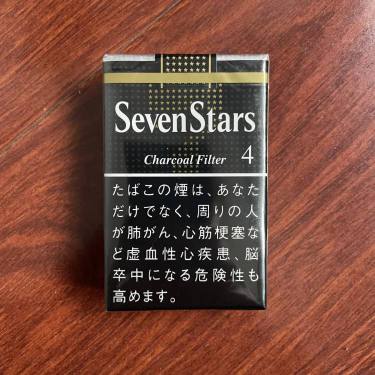 SevenStars
Charcoal Filter 4
たばこの煙は、あなた
だけでなく、周りの人
が肺がん、心筋梗塞な
ど虚血性心疾患、脳
卒中になる危険性も
高めます。